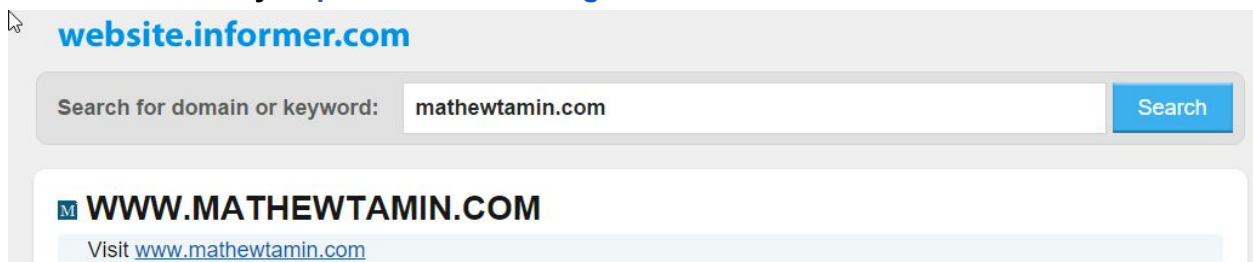 website.informer.com
Search for domain or keyword: mathewtamin.com Search
M WWW.MATHEWTAMIN.COM
Visit www.mathewtamin.com